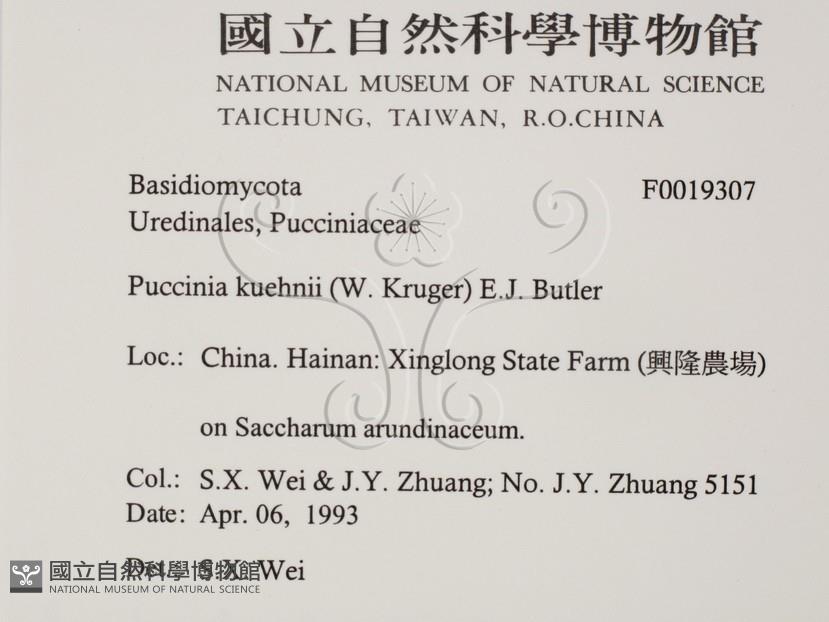 國立自然科學博物館
NATIONAL MUSEUM OF NATURAL SCIENCE
TAICHUNG, TAIWAN, R.O.CHINA
Basidiomycota F0019307
Uredinales, Pucciniaceae
Puccinia kuehnii (W. Kruger) E.J. Butler
Loc.: China. Hainan: Xinglong State Farm (興隆農場)
on Saccharum arundinaceum.
Col.: S.X. Wei & J.Y. Zhuang; No. J.Y. Zhuang 5151
Date: Apr. 06, 1993
Det.: S.X. Wei
國立自然科學博物館
NATIONAL MUSEUM OF NATURAL SCIENCE